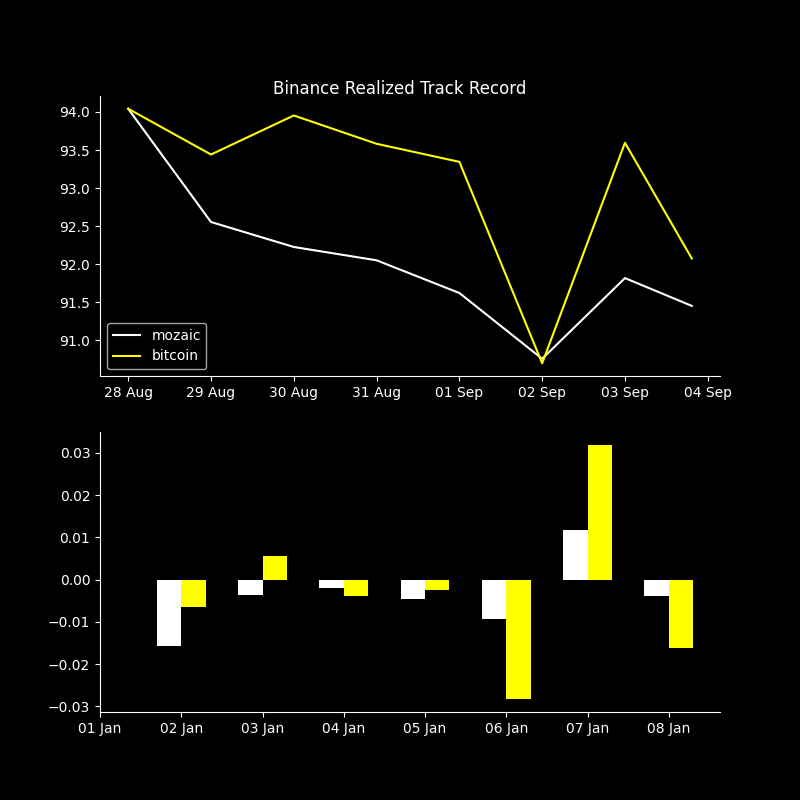 Binance Realized Track Record
94.0
93.5
93.0
92.5
92.0
91.5
91.0
mozaic
bitcoin
28 Aug 29 Aug 30 Aug 31 Aug 01 Sep 02 Sep 03 Sep 04 Sep
0.03
0.02
0.01
0.00
−0.01
−0.02
−0.03
01 Jan 02 Jan 03 Jan 04 Jan 05 Jan 06 Jan 07 Jan 08 Jan